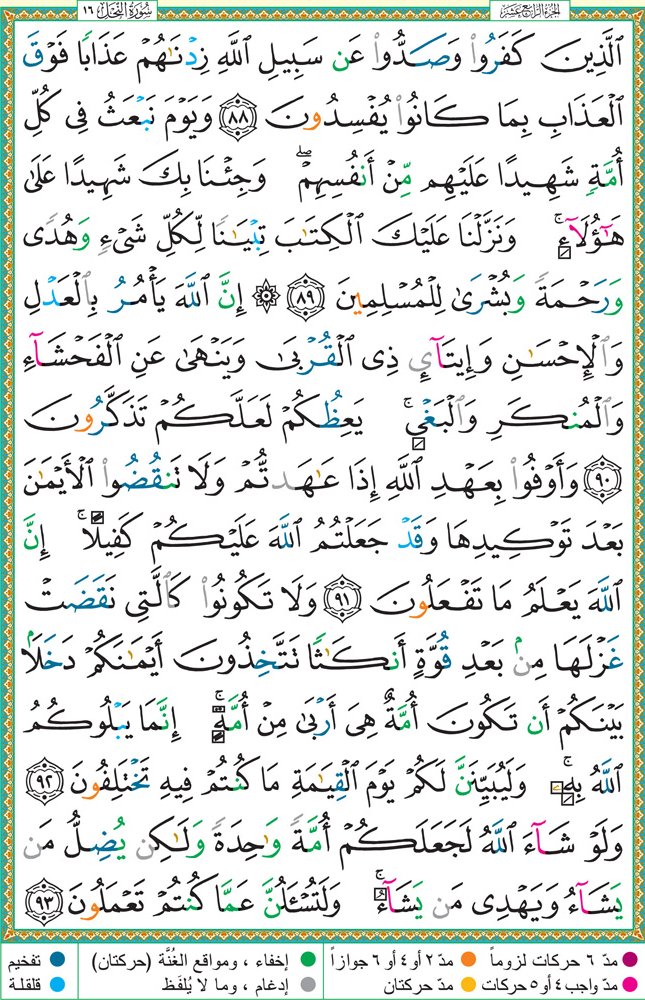 الجزء الرابع عشر
سورة النحل ١٦
ٱلَّذِينَ كَفَرُوا۟ وَصَدُّوا۟ عَن سَبِيلِ ٱللَّهِ زِدْنَـٰهُمْ عَذَابًا فَوْقَ
ٱلْعَذَابِ بِمَا كَانُوا۟ يُفْسِدُونَ ٨٨ وَيَوْمَ نَبْعَثُ فِى كُلِّ
أُمَّةٍ شَهِيدًا عَلَيْهِم مِّنْ أَنفُسِهِمْ ۖ وَجِئْنَا بِكَ شَهِيدًا عَلَىٰ
هَـٰٓؤُلَآءِ ۚ وَنَزَّلْنَا عَلَيْكَ ٱلْكِتَـٰبَ تِبْيَـٰنًا لِّكُلِّ شَىْءٍ وَهُدًى
وَرَحْمَةً وَبُشْرَىٰ لِلْمُسْلِمِينَ ٨٩ ۞ إِنَّ ٱللَّهَ يَأْمُرُ بِٱلْعَدْلِ
وَٱلْإِحْسَـٰنِ وَإِيتَآئِ ذِى ٱلْقُرْبَىٰ وَيَنْهَىٰ عَنِ ٱلْفَحْشَآءِ
وَٱلْمُنكَرِ وَٱلْبَغْىِ ۚ يَعِظُكُمْ لَعَلَّكُمْ تَذَكَّرُونَ
٩٠ وَأَوْفُوا۟ بِعَهْدِ ٱللَّهِ إِذَا عَـٰهَدتُّمْ وَلَا تَنقُضُوا۟ ٱلْأَيْمَـٰنَ
بَعْدَ تَوْكِيدِهَا وَقَدْ جَعَلْتُمُ ٱللَّهَ عَلَيْكُمْ كَفِيلًا ۚ إِنَّ
ٱللَّهَ يَعْلَمُ مَا تَفْعَلُونَ ٩١ وَلَا تَكُونُوا۟ كَٱلَّتِى نَقَضَتْ
غَزْلَهَا مِنۢ بَعْدِ قُوَّةٍ أَنكَـٰثًا تَتَّخِذُونَ أَيْمَـٰنَكُمْ دَخَلًۢا
بَيْنَكُمْ أَن تَكُونَ أُمَّةٌ هِىَ أَرْبَىٰ مِنْ أُمَّةٍ ۚ إِنَّمَا يَبْلُوكُمُ
ٱللَّهُ بِهِۦ ۚ وَلَيُبَيِّنَنَّ لَكُمْ يَوْمَ ٱلْقِيَـٰمَةِ مَا كُنتُمْ فِيهِ تَخْتَلِفُونَ ٩٢
وَلَوْ شَآءَ ٱللَّهُ لَجَعَلَكُمْ أُمَّةً وَٰحِدَةً وَلَـٰكِن يُضِلُّ مَن
يَشَآءُ وَيَهْدِى مَن يَشَآءُ ۚ وَلَتُسْـَٔلُنَّ عَمَّا كُنتُمْ تَعْمَلُونَ ٩٣
مدّ ٦ حركات لزوماً مدّ ٢ أو ٤ أو ٦ جوازاً إخفاء ، ومواقع الغُنَّة (حركتان) تفخيم
مدّ واجب ٤ أو ٥ حركات مدّ حركتان إدغام ، وما لا يُلفَظ قلقلة